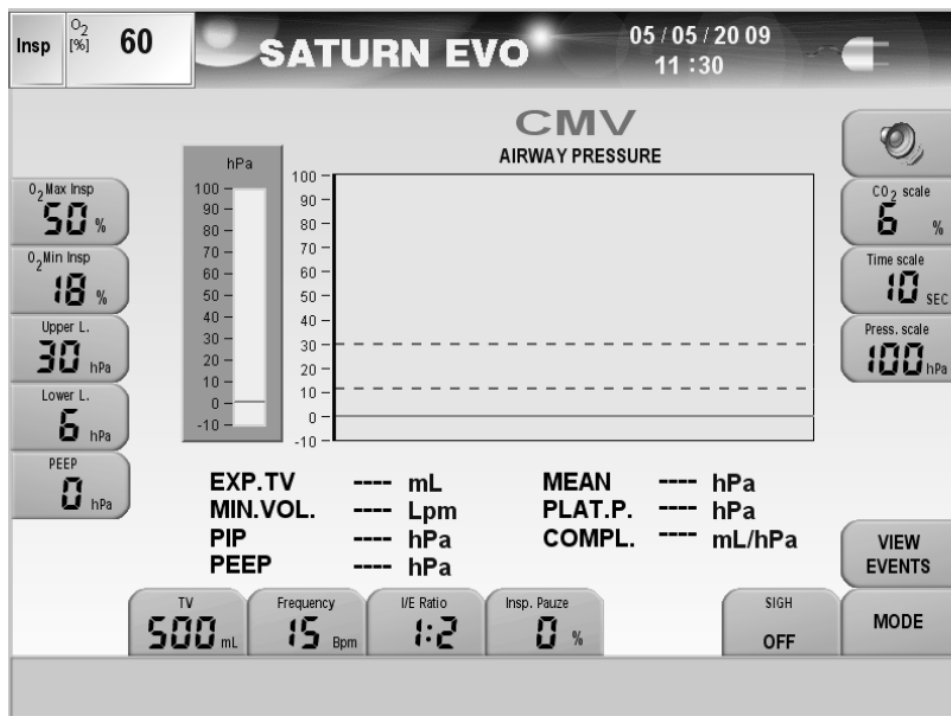 Insp
O2
[%]
60
SATURN EVO
05 / 05 / 20 09
11 : 30
CMV
AIRWAY PRESSURE
hPa
100
90
80
70
60
50
40
30
20
10
0
-10
100
90
80
70
60
50
40
30
20
10
0
-10
O2 Max Insp
50 %
O2 Min Insp
18 %
Upper L.
30 hPa
Lower L.
6 hPa
PEEP
0 hPa
CO2 scale
6 %
Time scale
10 SEC
Press. scale
100 hPa
EXP.TV ---- mL
MIN.VOL. ---- Lpm
PIP ---- hPa
PEEP ---- hPa
MEAN ---- hPa
PLAT.P. ---- hPa
COMPL. ---- mL/hPa
VIEW
EVENTS
TV
500 mL
Frequency
15 Bpm
I/E Ratio
1:2
Insp. Pauze
0 %
SIGH
OFF
MODE